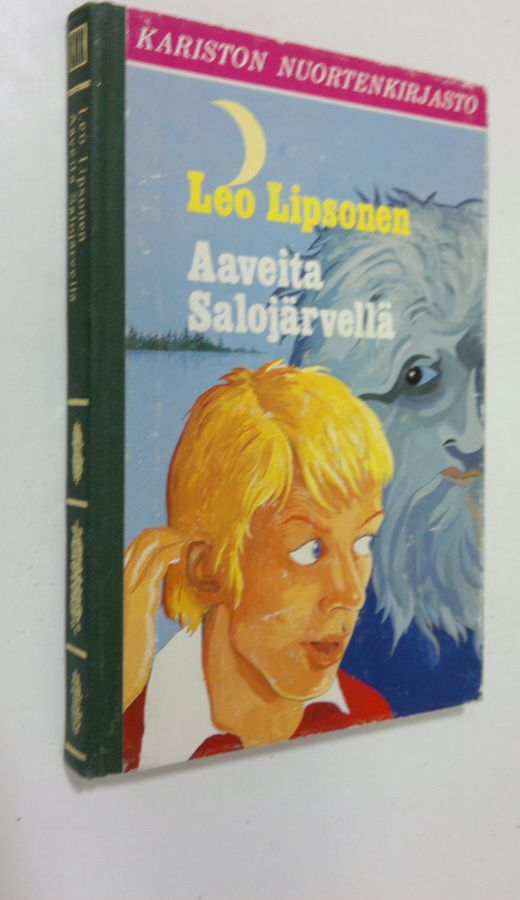 KARISTON NUORTENKIRJASTO
Leo Lipsonen
Aaveita
Salojärvellä
Leo Lipsonen
Aaveita Salojärvellä